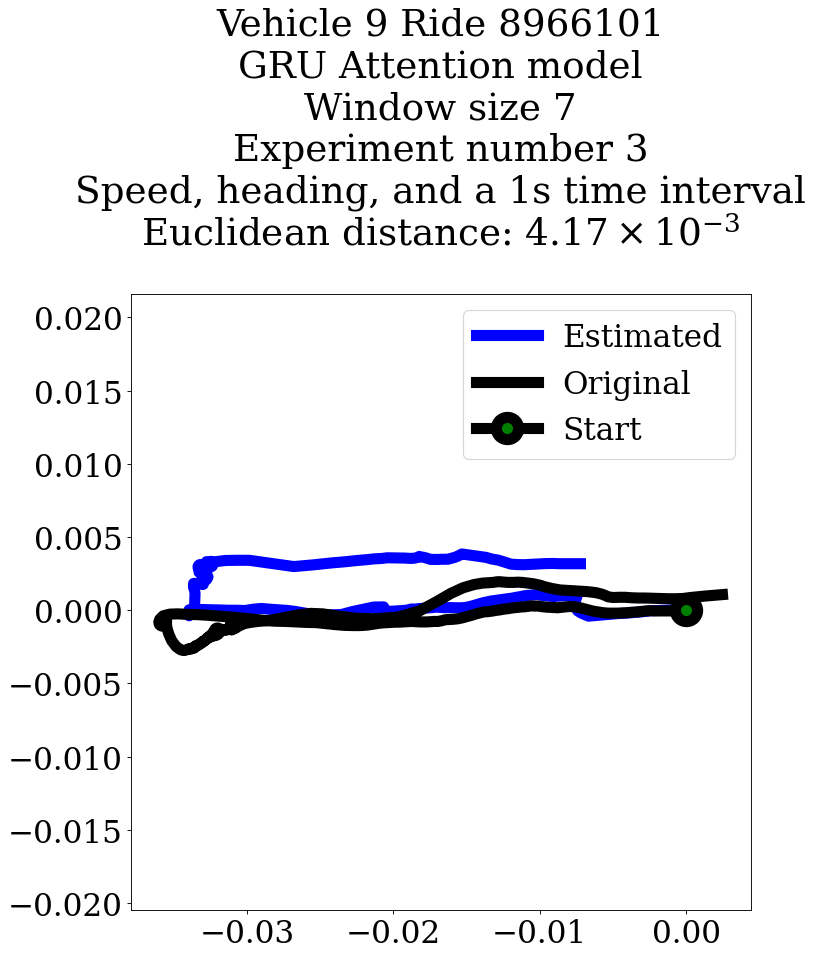 Vehicle 9 Ride 8966101
GRU Attention model
Window size 7
Experiment number 3
Speed, heading, and a 1s time interval
Euclidean distance: 4.17 × 10⁻³
Estimated
Original
Start
0.020
0.015
0.010
0.005
0.000
−0.005
−0.010
−0.015
−0.020
−0.03 −0.02 −0.01 0.00